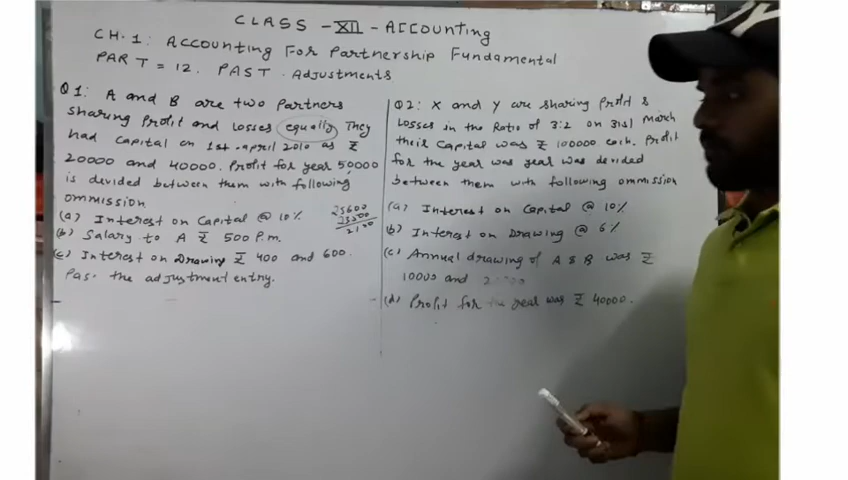 CLASS - XII - ACCOUNTING
CH. 1: ACCOUNTING FOR PARTNERSHIP FUNDAMENTAL
PART = 12. PAST. Adjustments
Q1: A AND B are two Partners
sharing Profit and Losses equally They
had capital on 1st april 2010 as ₹
20000 and 40000. Profit for year 50,000
is divided between them with following
ommission
(a) Interest on Capital @ 10%
(b) Salary to A ₹ 500 P.m.
(c) Interest on Drawing ₹ 400 and 600.
Pas. the adjustment entry.
Q2: X and Y are sharing Profit &
Losses in the Ratio of 3:2 on 31st March
their Capital was ₹ 100000 each. Profit
for the year was year was divided
between them with following ommission
(a) Interest on Capital @ 10%
(b) Interest on Drawing @ 6%
(c) Annual drawing of A & B was ₹
10000 and
(d) Profit for the year was ₹ 40000.